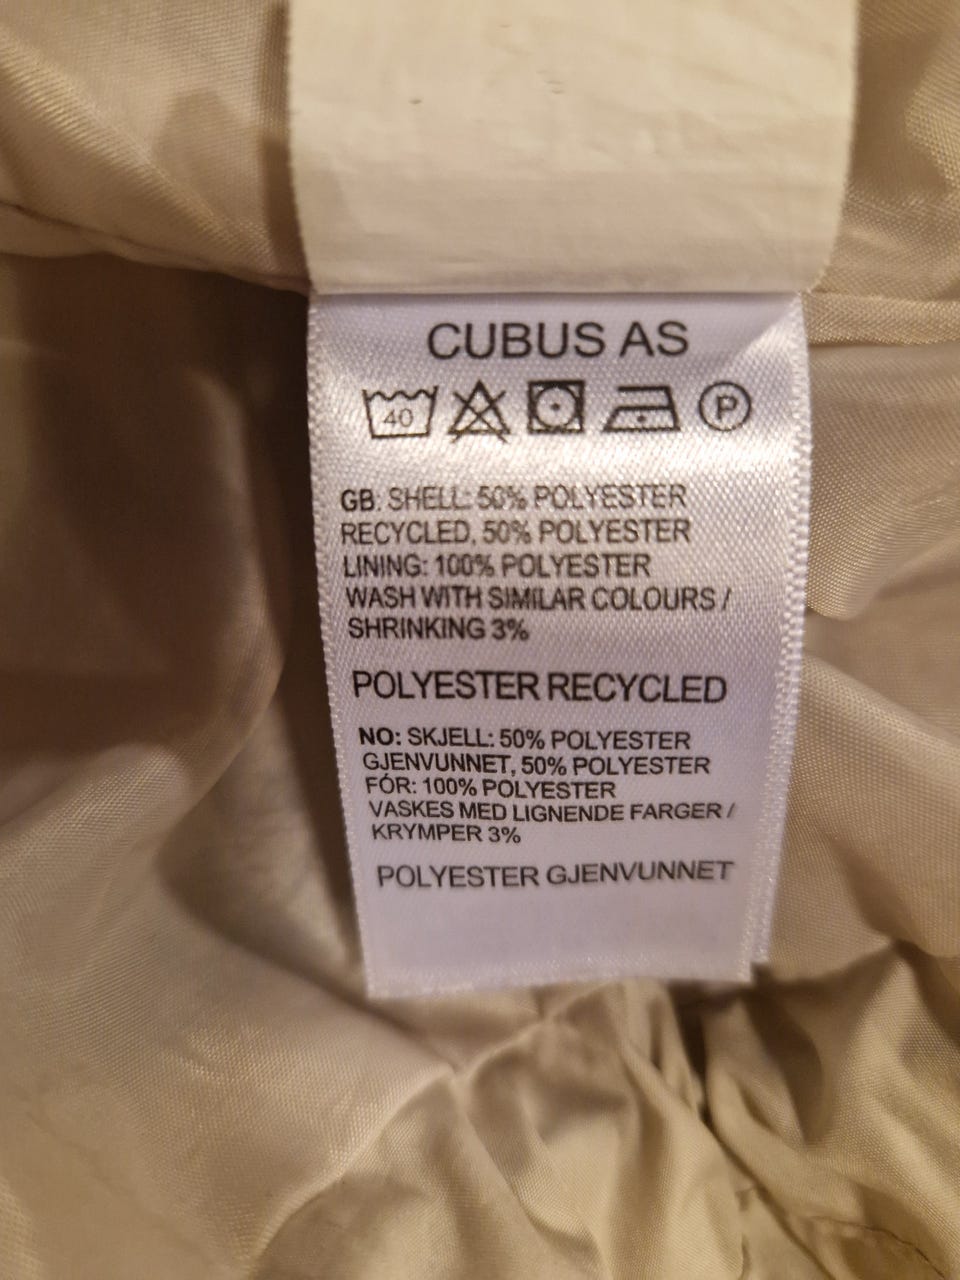 CUBUS AS
40 P
GB: SHELL: 50% POLYESTER
RECYCLED, 50% POLYESTER
LINING: 100% POLYESTER
WASH WITH SIMILAR COLOURS /
SHRINKING 3%
POLYESTER RECYCLED
NO: SKJELL: 50% POLYESTER
GJENVUNNET, 50% POLYESTER
FÓR: 100% POLYESTER
VASKES MED LIGNENDE FARGER /
KRYMPER 3%
POLYESTER GJENVUNNET